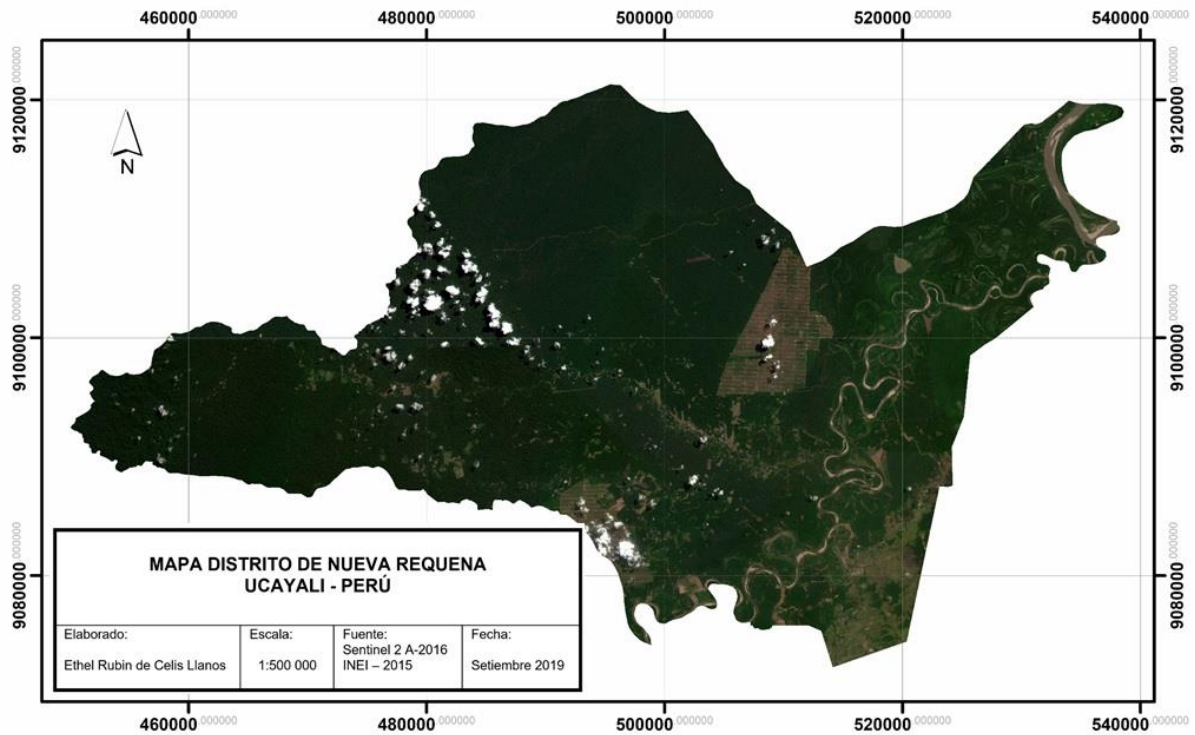 460000.000000 480000.000000 500000.000000 520000.000000 540000.000000
9120000.000000
9120000.000000
N
9100000.000000
9100000.000000
9080000.000000
9080000.000000
MAPA DISTRITO DE NUEVA REQUENA
UCAYALI - PERÚ
Elaborado:
Ethel Rubin de Celis Llanos
Escala:
1:500 000
Fuente:
Sentinel 2 A-2016
INEI – 2015
Fecha:
Setiembre 2019
460000.000000 480000.000000 500000.000000 520000.000000 540000.000000